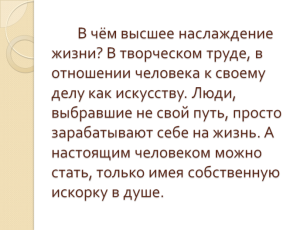 В чём высшее наслаждение
жизни? В творческом труде, в
отношении человека к своему
делу как искусству. Люди,
выбравшие не свой путь, просто
зарабатывают себе на жизнь. А
настоящим человеком можно
стать, только имея собственную
искорку в душе.